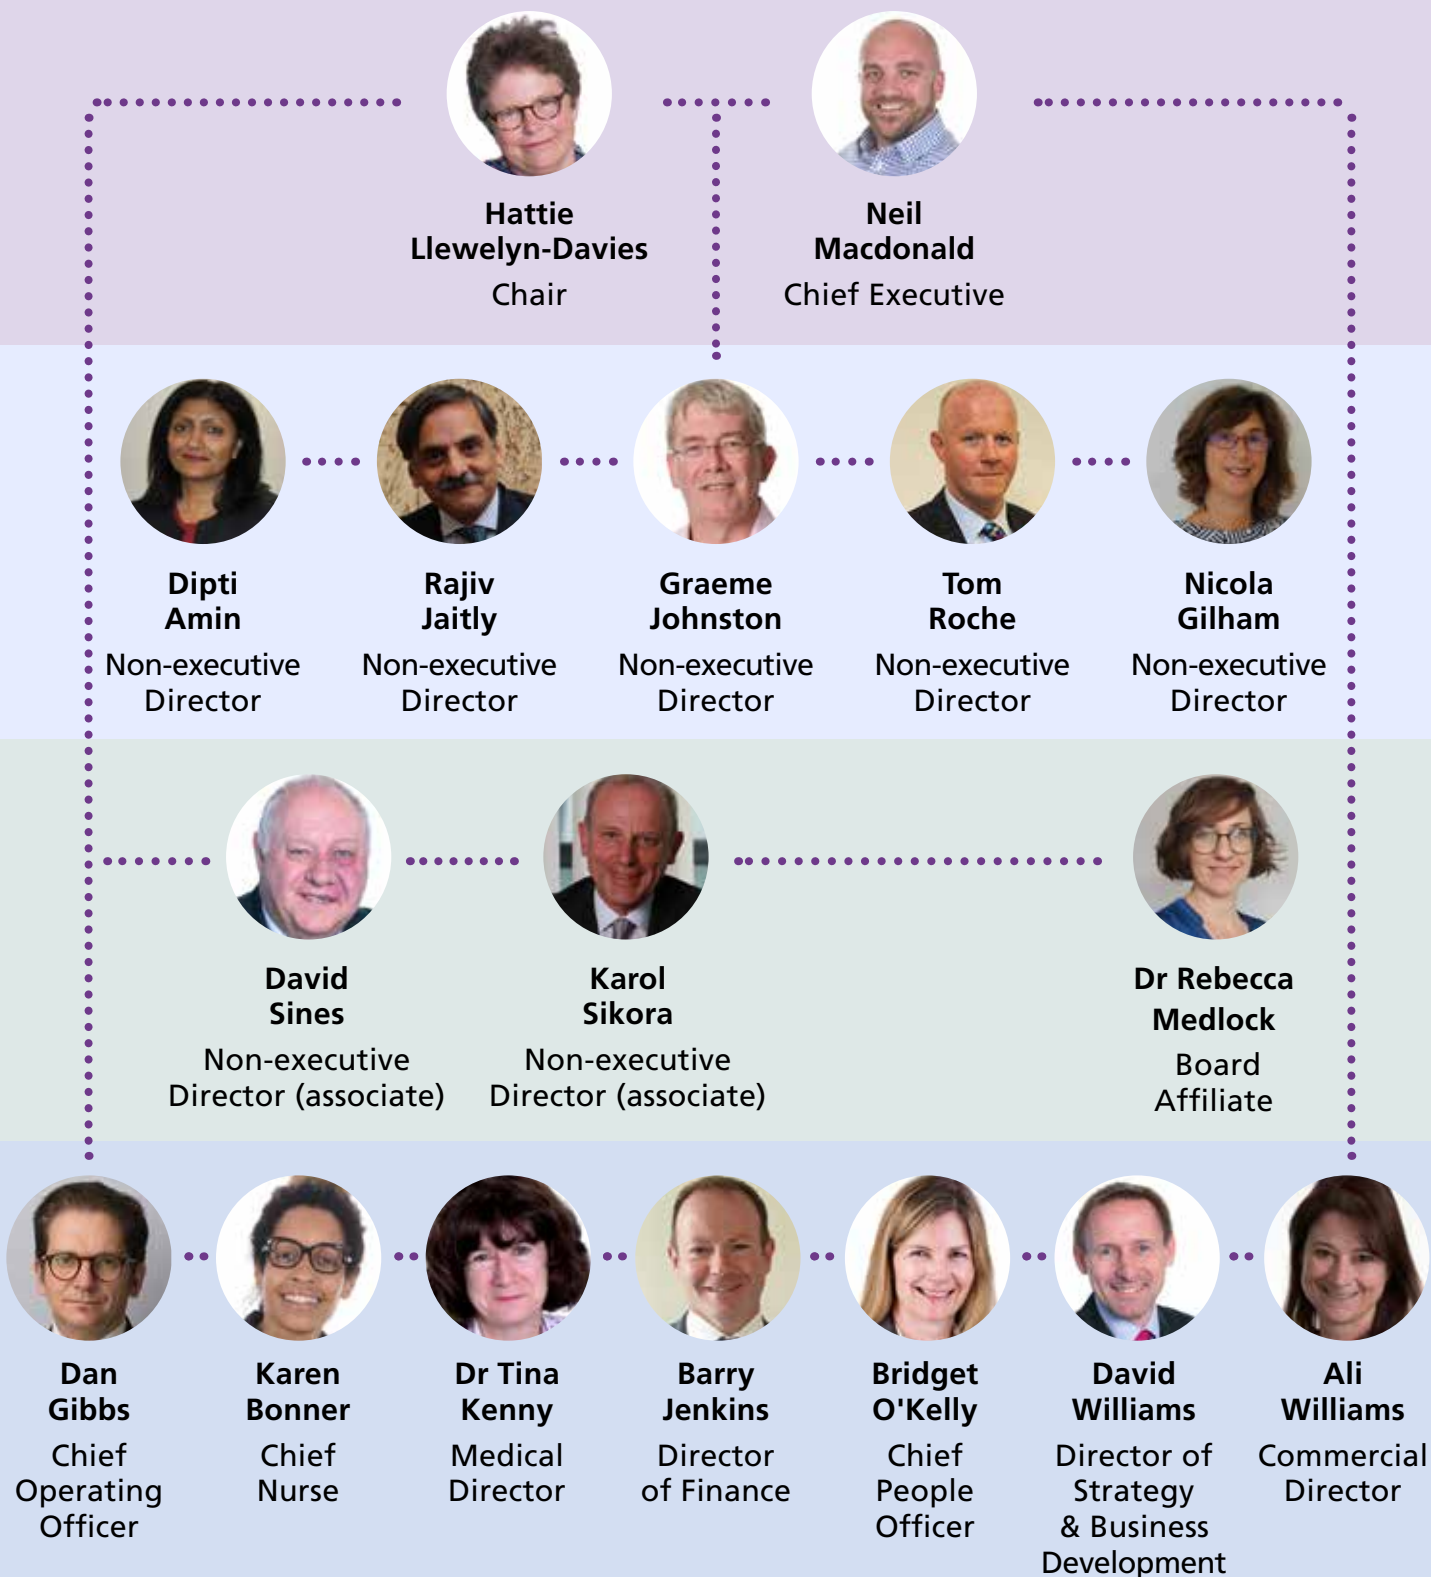 Hattie
Llewelyn-Davies
Chair
Neil
Macdonald
Chief Executive
Dipti
Amin
Non-executive
Director
Rajiv
Jaitly
Non-executive
Director
Graeme
Johnston
Non-executive
Director
Tom
Roche
Non-executive
Director
Nicola
Gilham
Non-executive
Director
David
Sines
Non-executive
Director (associate)
Karol
Sikora
Non-executive
Director (associate)
Dr Rebecca
Medlock
Board
Affiliate
Dan
Gibbs
Chief
Operating
Officer
Karen
Bonner
Chief
Nurse
Dr Tina
Kenny
Medical
Director
Barry
Jenkins
Director
of Finance
Bridget
O'Kelly
Chief
People
Officer
David
Williams
Director of
Strategy
& Business
Development
Ali
Williams
Commercial
Director